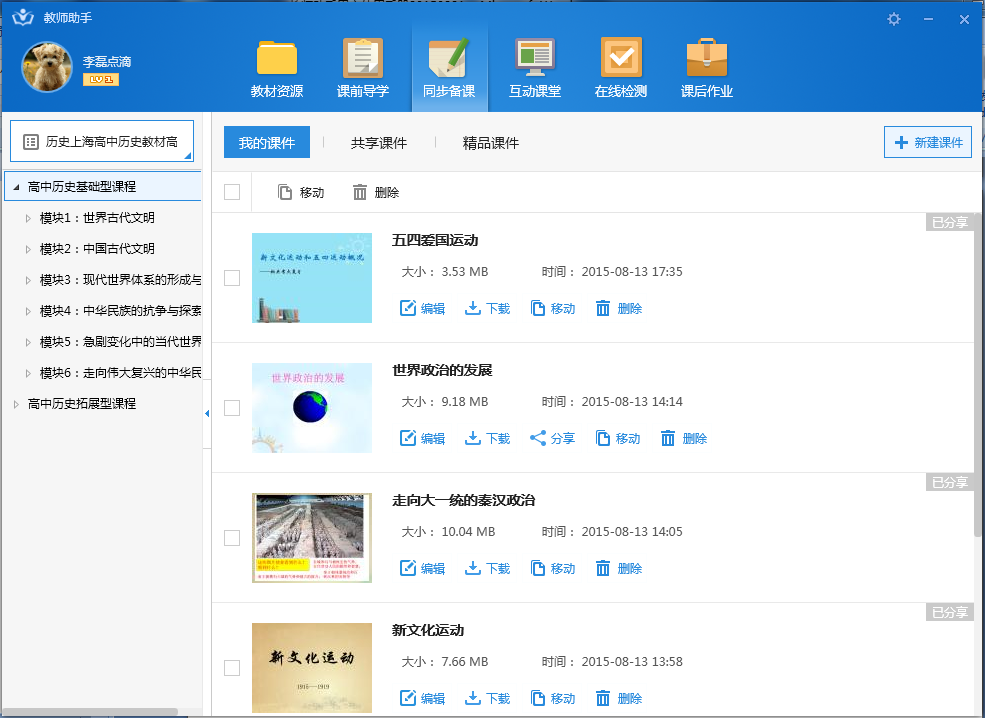 教师助手
李磊点滴
LV.1
教材资源
课前导学
同步备课
互动课堂
在线检测
课后作业
历史上海高中历史教材高
高中历史基础型课程
模块1：世界古代文明
模块2：中国古代文明
模块3：现代世界体系的形成与
模块4：中华民族的抗争与探索
模块5：急剧变化中的当代世界
模块6：走向伟大复兴的中华民
高中历史拓展型课程
我的课件
共享课件
精品课件
新建课件
移动
删除
已分享
新文化运动和五四运动概况
五四爱国运动
大小： 3.53 MB
时间： 2015-08-13 17:35
编辑
下载
移动
删除
世界政治的发展
世界政治的发展
大小： 9.18 MB
时间： 2015-08-13 14:14
编辑
下载
分享
移动
删除
已分享
走向大一统的秦汉政治
大小： 10.04 MB
时间： 2015-08-13 14:05
编辑
下载
移动
删除
已分享
新文化运动
1915—1919
新文化运动
大小： 7.66 MB
时间： 2015-08-13 13:58
编辑
下载
移动
删除